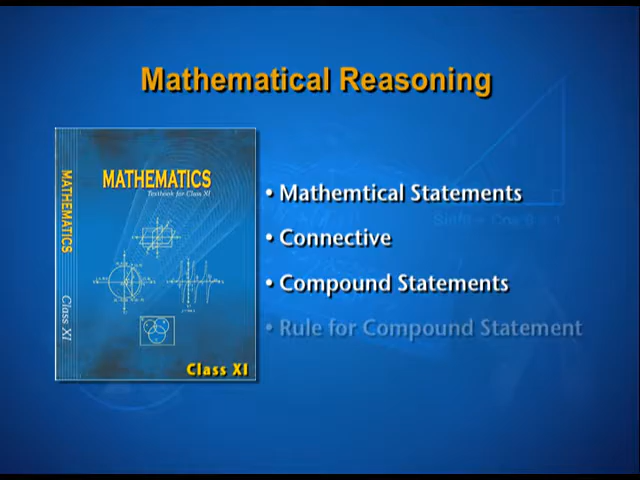 Mathematical Reasoning
MATHEMATICS
Textbook for Class XI
MATHEMATICS
Class XI
Class XI
• Mathemtical Statements
• Connective
• Compound Statements
• Rule for Compound Statement